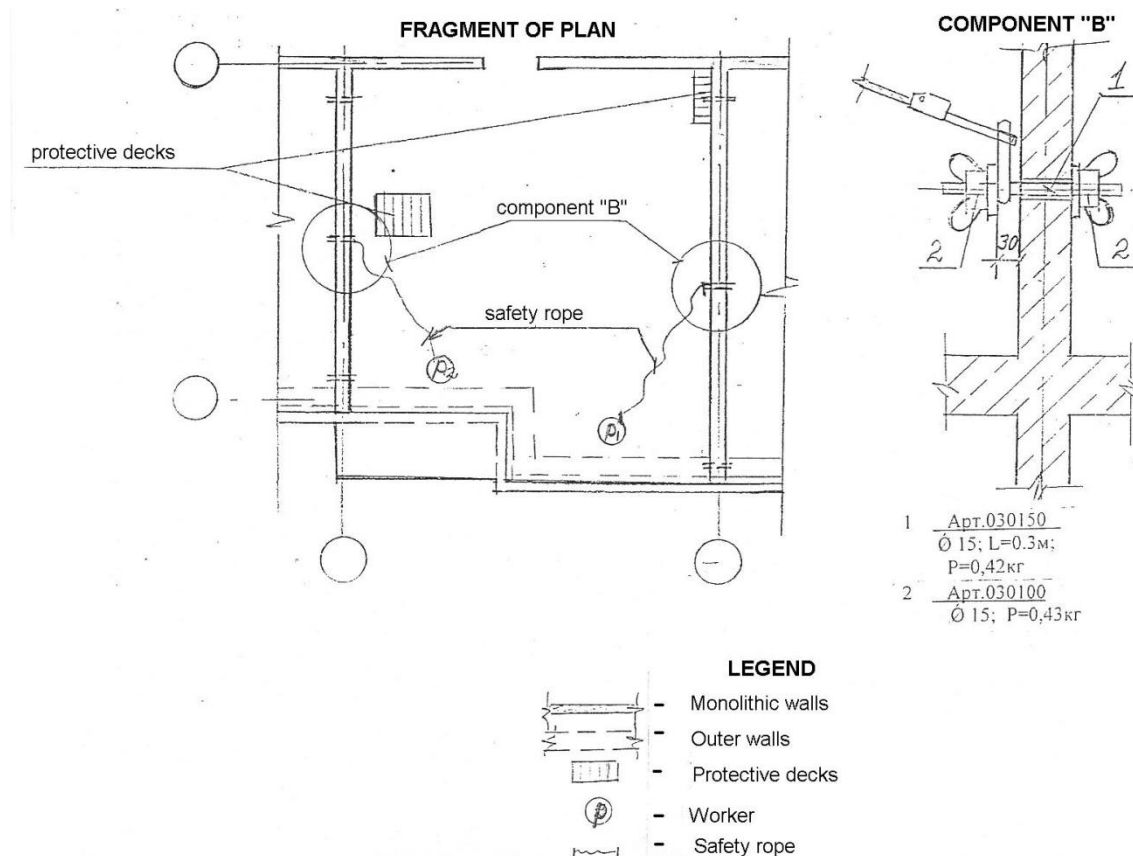 FRAGMENT OF PLAN
COMPONENT "B"
protective decks
component "B"
safety rope
p2
p1
1
2
2
30
1 Арт.030150
Ǿ 15; L=0.3м;
P=0,42кг
2 Арт.030100
Ǿ 15; P=0,43кг
LEGEND
- Monolithic walls
- Outer walls
- Protective decks
p - Worker
- Safety rope